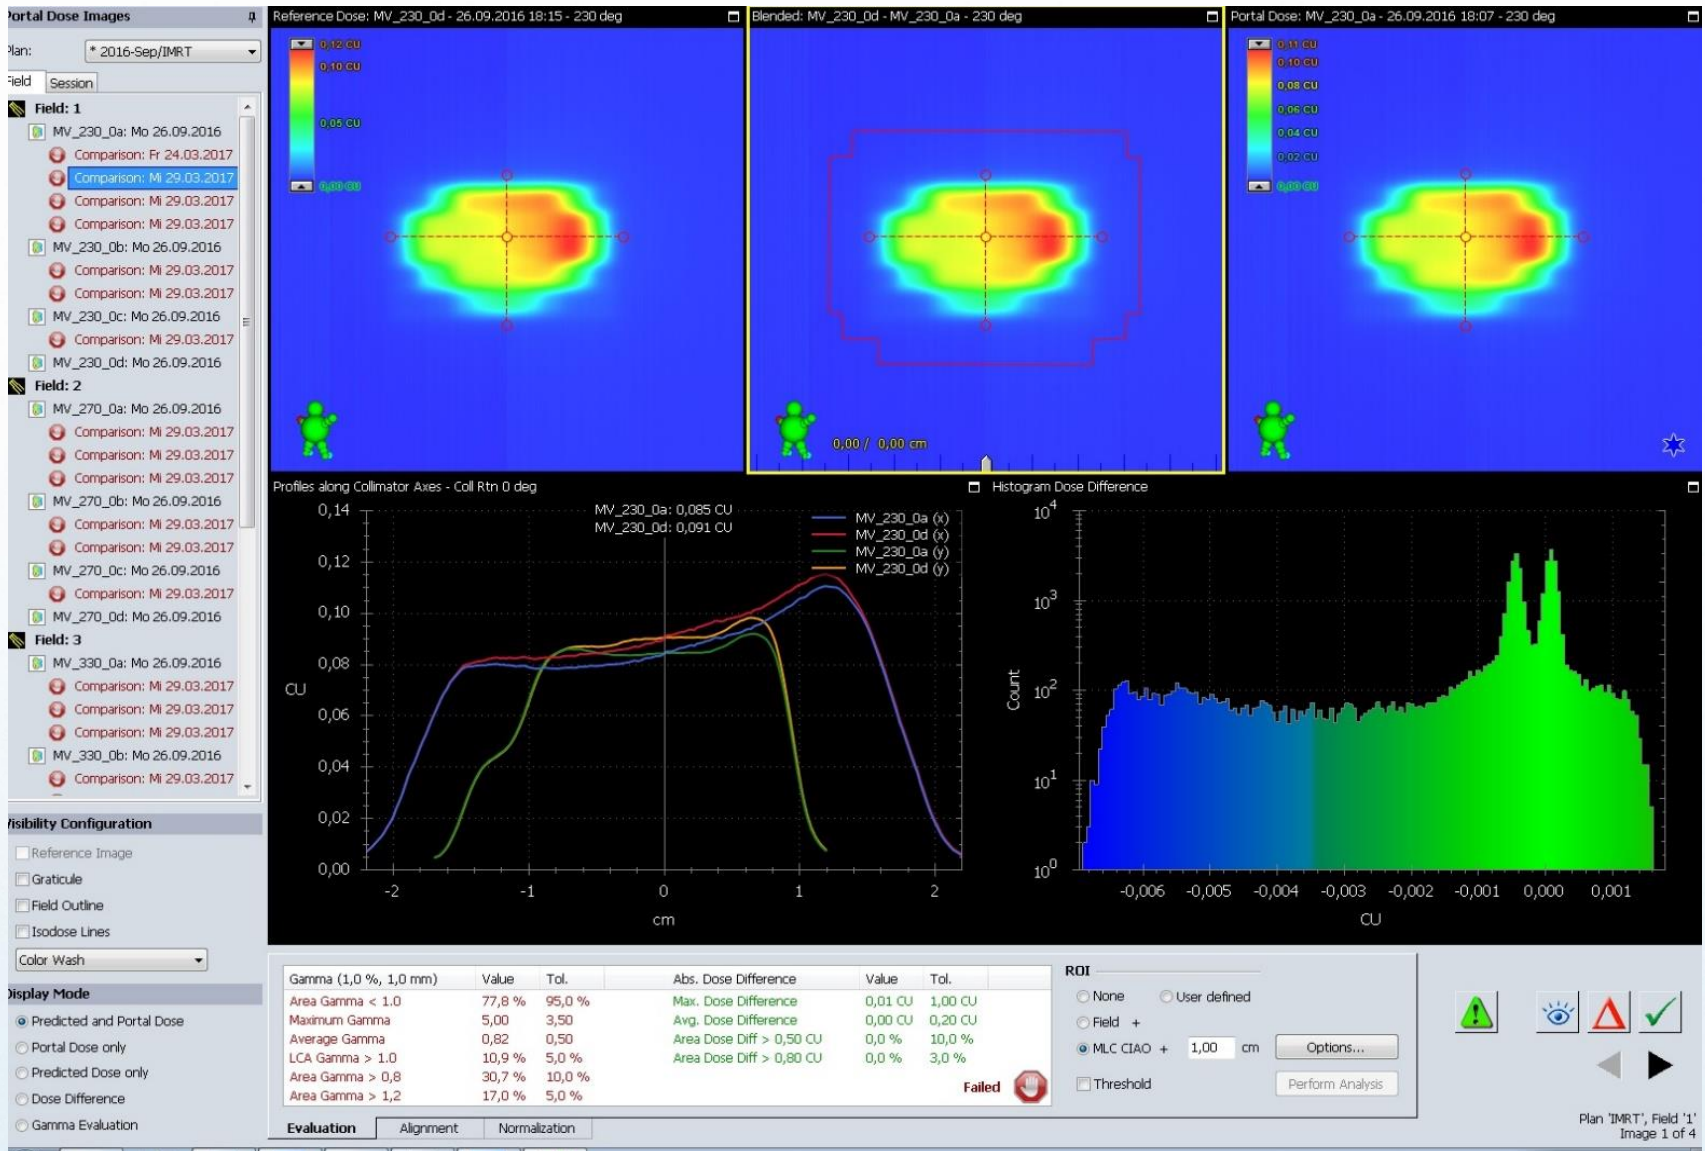 Portal Dose Images
Plan: * 2016-Sep/IMRT
Field Session
Field: 1
MV_230_0a: Mo 26.09.2016
Comparison: Fr 24.03.2017
Comparison: Mi 29.03.2017
Comparison: Mi 29.03.2017
Comparison: Mi 29.03.2017
MV_230_0b: Mo 26.09.2016
Comparison: Mi 29.03.2017
Comparison: Mi 29.03.2017
MV_230_0c: Mo 26.09.2016
Comparison: Mi 29.03.2017
MV_230_0d: Mo 26.09.2016
Field: 2
MV_270_0a: Mo 26.09.2016
Comparison: Mi 29.03.2017
Comparison: Mi 29.03.2017
Comparison: Mi 29.03.2017
MV_270_0b: Mo 26.09.2016
Comparison: Mi 29.03.2017
Comparison: Mi 29.03.2017
MV_270_0c: Mo 26.09.2016
Comparison: Mi 29.03.2017
MV_270_0d: Mo 26.09.2016
Field: 3
MV_330_0a: Mo 26.09.2016
Comparison: Mi 29.03.2017
Comparison: Mi 29.03.2017
Comparison: Mi 29.03.2017
MV_330_0b: Mo 26.09.2016
Comparison: Mi 29.03.2017
Visibility Configuration
Reference Image
Graticule
Field Outline
Isodose Lines
Color Wash
Display Mode
Predicted and Portal Dose
Portal Dose only
Predicted Dose only
Dose Difference
Gamma Evaluation
Reference Dose: MV_230_0d - 26.09.2016 18:15 - 230 deg
0,12 CU
0,10 CU
0,05 CU
0,00 CU
Blended: MV_230_0d - MV_230_0a - 230 deg
0,00 / 0,00 cm
Portal Dose: MV_230_0a - 26.09.2016 18:07 - 230 deg
0,11 CU
0,10 CU
0,08 CU
0,06 CU
0,04 CU
0,02 CU
0,00 CU
Profiles along Collimator Axes - Coll Rtn 0 deg
MV_230_0a: 0,085 CU
MV_230_0d: 0,091 CU
MV_230_0a (x)
MV_230_0d (x)
MV_230_0a (y)
MV_230_0d (y)
0,14
0,12
0,10
0,08
CU
0,06
0,04
0,02
0,00
-2 -1 0 1 2
cm
Histogram Dose Difference
10^4
10^3
Count
10^2
10^1
10^0
-0,006 -0,005 -0,004 -0,003 -0,002 -0,001 0,000 0,001
CU
Gamma (1,0 %, 1,0 mm) Value Tol. Abs. Dose Difference Value Tol.
Area Gamma < 1.0 77,8 % 95,0 % Max. Dose Difference 0,01 CU 1,00 CU
Maximum Gamma 5,00 3,50 Avg. Dose Difference 0,00 CU 0,20 CU
Average Gamma 0,82 0,50 Area Dose Diff > 0,50 CU 0,0 % 10,0 %
LCA Gamma > 1.0 10,9 % 5,0 % Area Dose Diff > 0,80 CU 0,0 % 3,0 %
Area Gamma > 0,8 30,7 % 10,0 %
Area Gamma > 1,2 17,0 % 5,0 %
Failed
Evaluation Alignment Normalization
ROI
None User defined
Field +
MLC CIAO + 1,00 cm Options...
Threshold Perform Analysis
Plan 'IMRT', Field '1'
Image 1 of 4